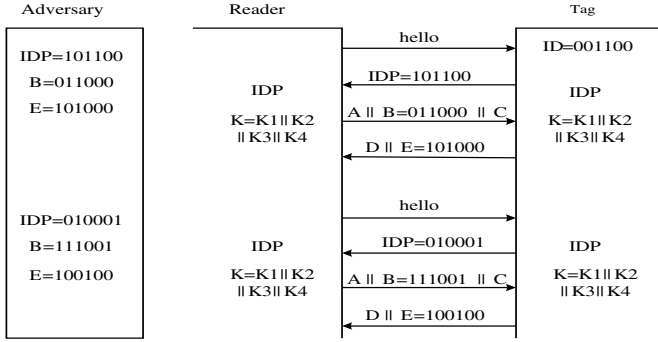 Adversary
Reader
Tag
hello
IDP=101100
ID=001100
IDP=101100
B=011000
E=101000
IDP
K=K1||K2
||K3||K4
A || B=011000 || C
D || E=101000
IDP
K=K1||K2
||K3||K4
hello
IDP=010001
B=111001
E=100100
IDP
K=K1||K2
||K3||K4
IDP=010001
A || B=111001 || C
D || E=100100
IDP
K=K1||K2
||K3||K4